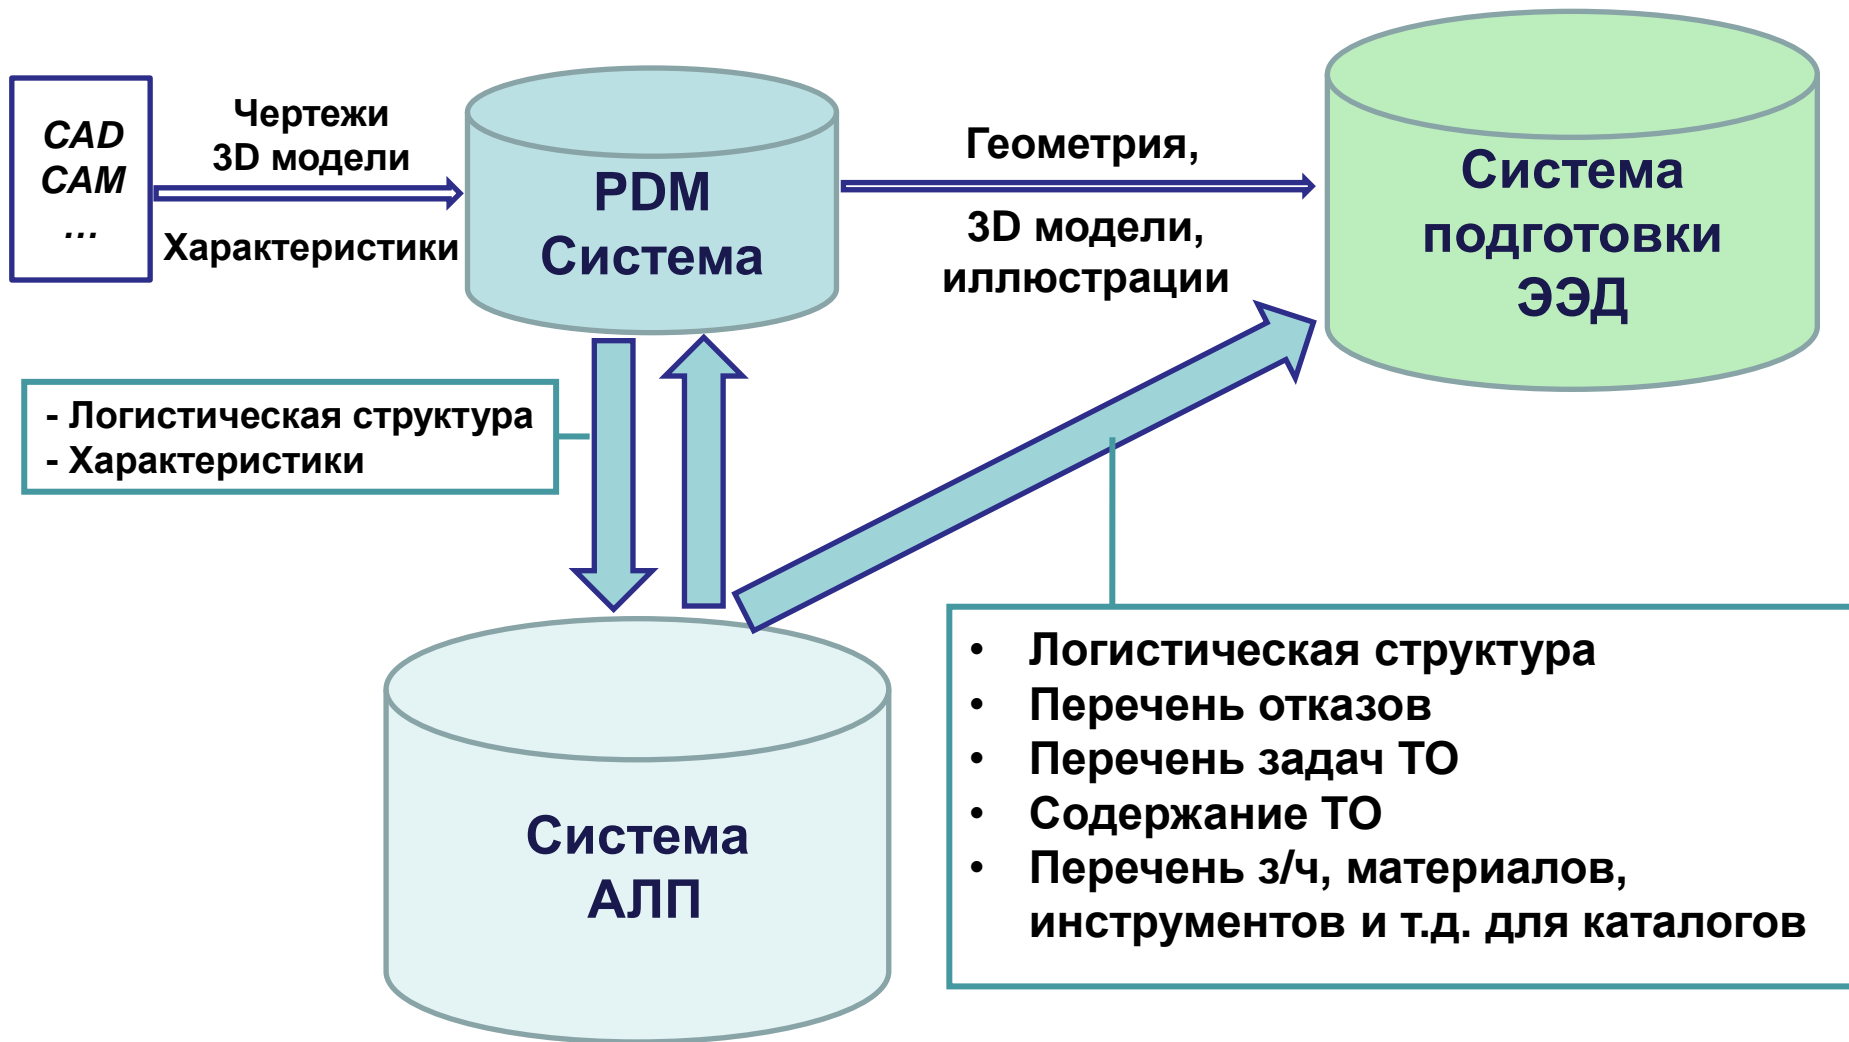 CAD
CAM
...
Чертежи
3D модели
Характеристики
PDM
Система
Геометрия,
3D модели,
иллюстрации
Система
подготовки
ЭЭД
- Логистическая структура
- Характеристики
Система
АЛП
• Логистическая структура
• Перечень отказов
• Перечень задач ТО
• Содержание ТО
• Перечень з/ч, материалов,
инструментов и т.д. для каталогов